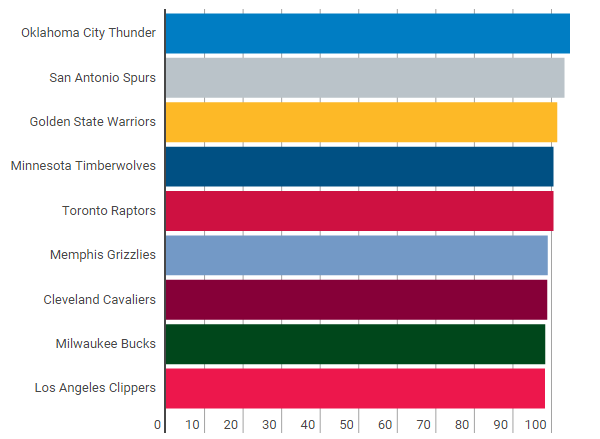 Oklahoma City Thunder
San Antonio Spurs
Golden State Warriors
Minnesota Timberwolves
Toronto Raptors
Memphis Grizzlies
Cleveland Cavaliers
Milwaukee Bucks
Los Angeles Clippers
0 10 20 30 40 50 60 70 80 90 100